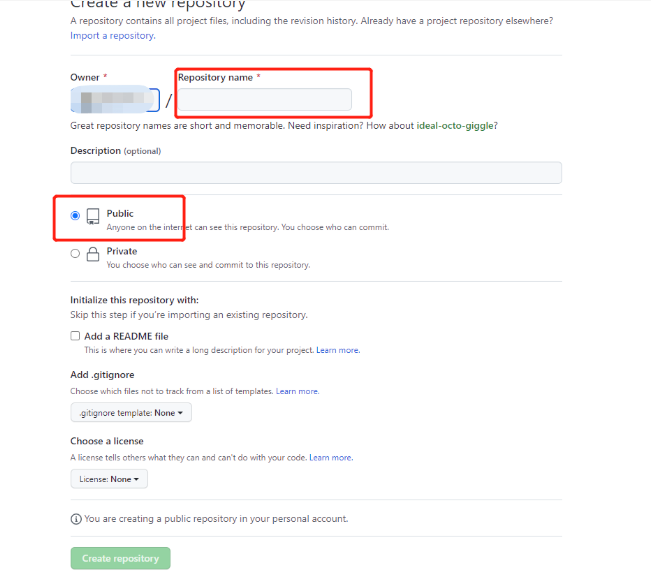 Create a new repository
A repository contains all project files, including the revision history. Already have a project repository elsewhere?
Import a repository.
Owner * Repository name *
/
Great repository names are short and memorable. Need inspiration? How about ideal-octo-giggle?
Description (optional)
Public
Anyone on the internet can see this repository. You choose who can commit.
Private
You choose who can see and commit to this repository.
Initialize this repository with:
Skip this step if you're importing an existing repository.
Add a README file
This is where you can write a long description for your project. Learn more.
Add .gitignore
Choose which files not to track from a list of templates. Learn more.
.gitignore template: None
Choose a license
A license tells others what they can and can't do with your code. Learn more.
License: None
You are creating a public repository in your personal account.
Create repository